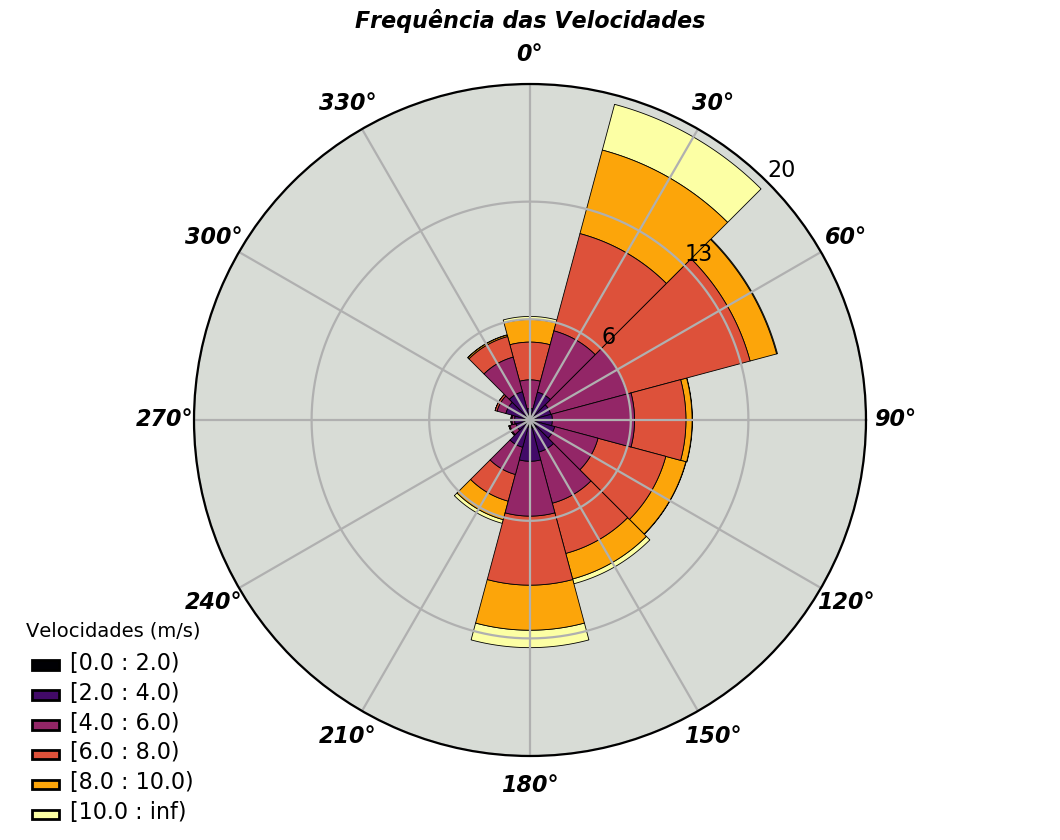 Frequência das Velocidades
0°
330°
30°
20
300°
60°
13
6
270°
90°
240°
120°
210°
150°
180°
Velocidades (m/s)
[0.0 : 2.0)
[2.0 : 4.0)
[4.0 : 6.0)
[6.0 : 8.0)
[8.0 : 10.0)
[10.0 : inf)